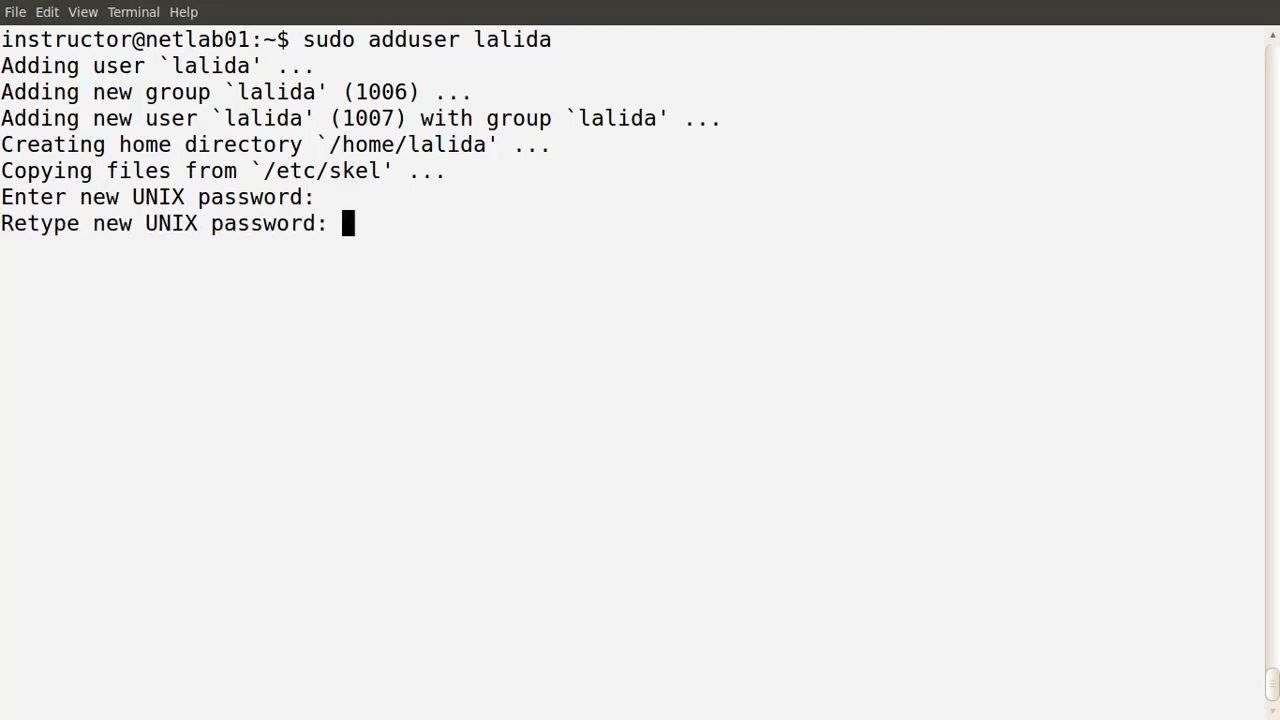 File Edit View Terminal Help
instructor@netlab01:~$ sudo adduser lalida
Adding user `lalida' ...
Adding new group `lalida' (1006) ...
Adding new user `lalida' (1007) with group `lalida' ...
Creating home directory `/home/lalida' ...
Copying files from `/etc/skel' ...
Enter new UNIX password:
Retype new UNIX password: